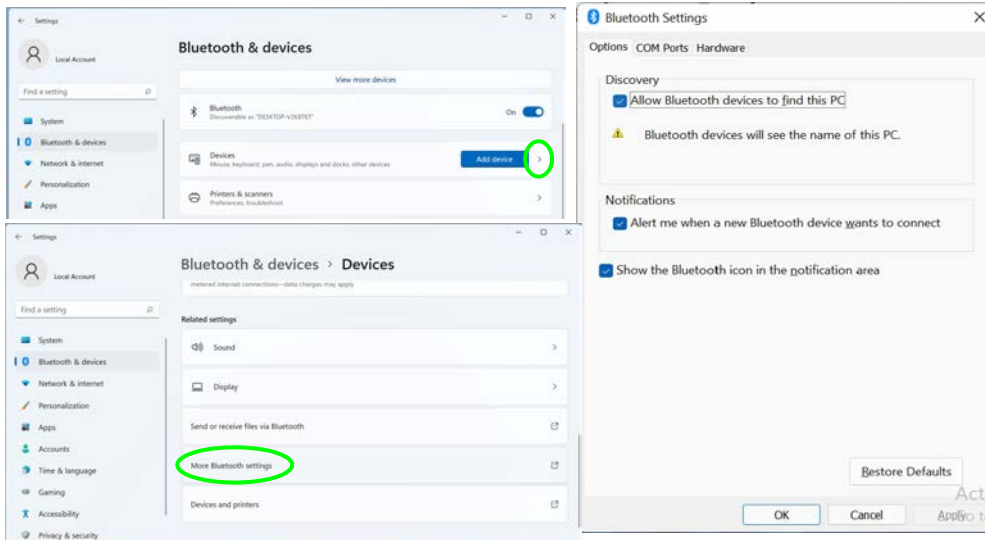 Settings
Local Account
Find a setting
System
Bluetooth & devices
Network & internet
Personalization
Apps
Bluetooth & devices
View more devices
Bluetooth
Discoverable as "DESKTOP-V2K8T6T"
On
Devices
Mouse, keyboard, pen, audio, displays and docks, other devices
Add device
Printers & scanners
Preferences, troubleshoot
Settings
Local Account
Find a setting
System
Bluetooth & devices
Network & internet
Personalization
Apps
Accounts
Time & language
Gaming
Accessibility
Privacy & security
Bluetooth & devices > Devices
metered internet connections—data charges may apply
Related settings
Sound
Display
Send or receive files via Bluetooth
More Bluetooth settings
Devices and printers
Bluetooth Settings
Options COM Ports Hardware
Discovery
Allow Bluetooth devices to find this PC
Bluetooth devices will see the name of this PC.
Notifications
Alert me when a new Bluetooth device wants to connect
Show the Bluetooth icon in the notification area
Restore Defaults
Act
OK Cancel